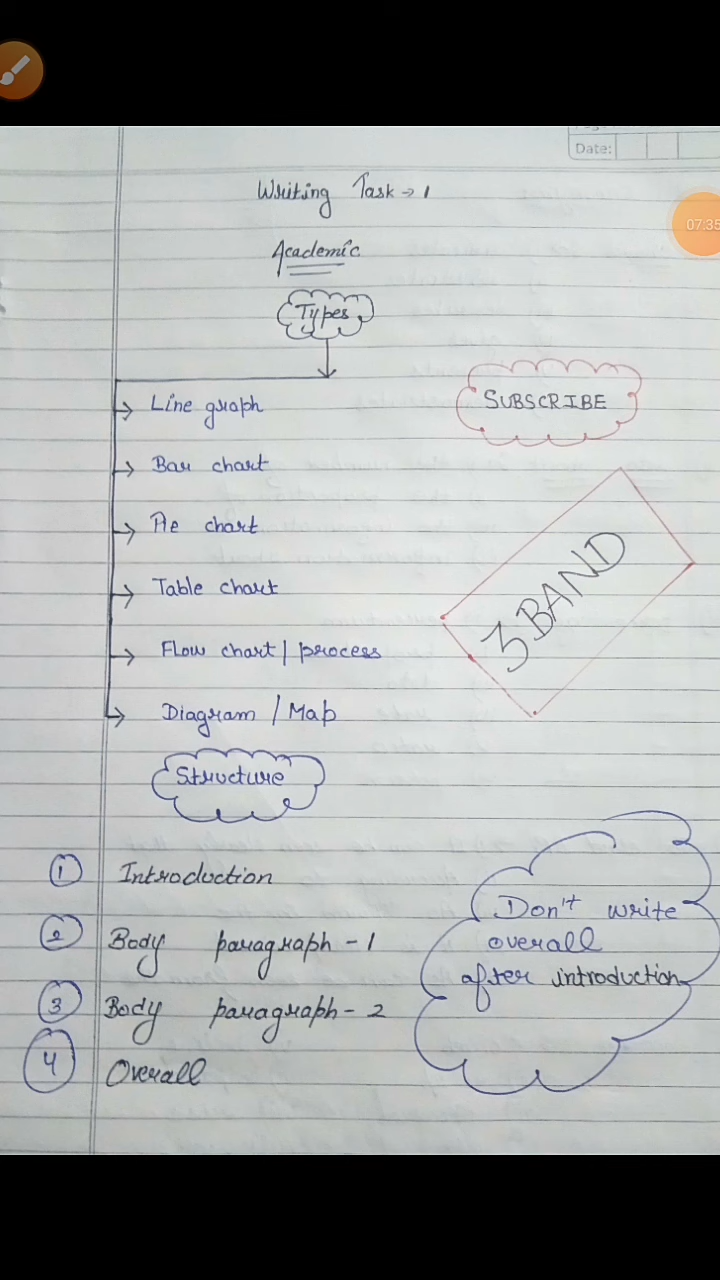 Date:
Writing Task → 1
Academic
Types
07:35
→ Line graph
SUBSCRIBE
→ Bar chart
→ Pie chart
3 BAND
→ Table chart
→ Flow chart / process
→ Diagram / Map
Structure
1 Introduction
2 Body paragraph - 1
3 Body paragraph - 2
4 Overall
Don't write
overall
after introduction